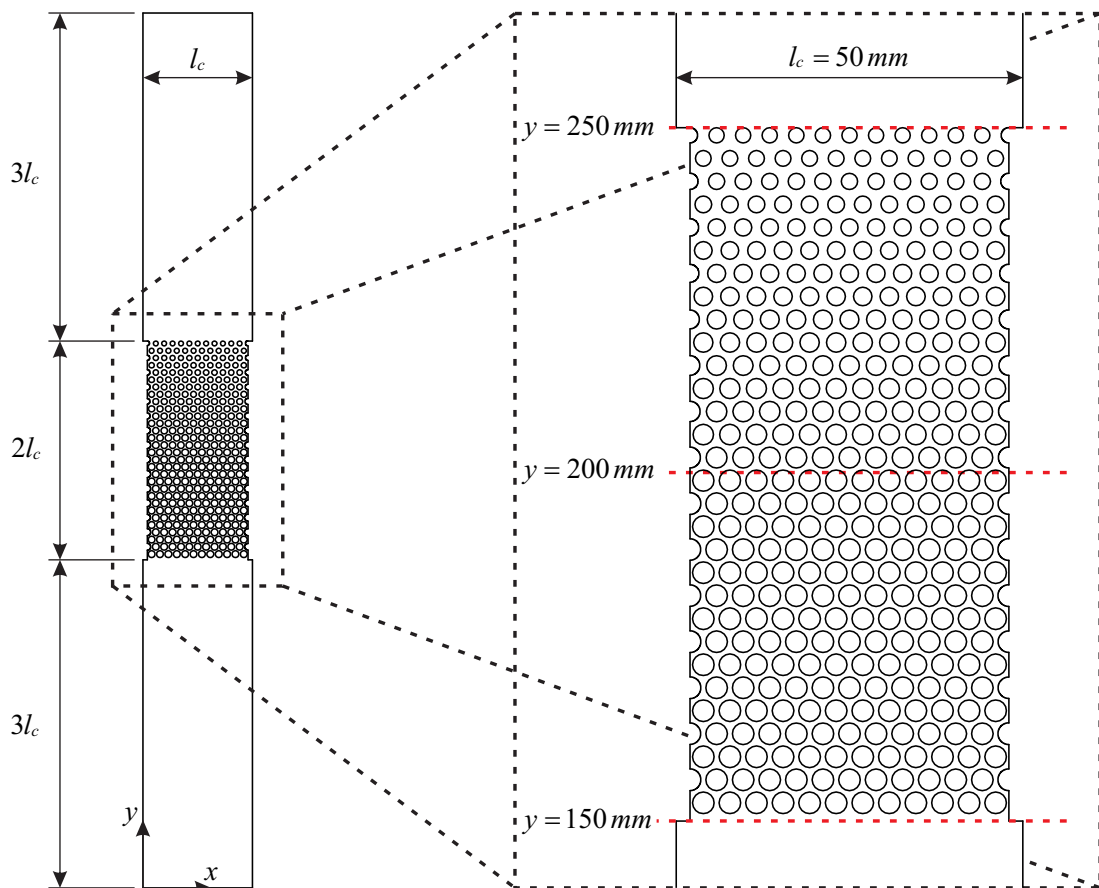 l_c
l_c = 50 mm
y = 250 mm
3l_c
2l_c
y = 200 mm
3l_c
y = 150 mm
y
x